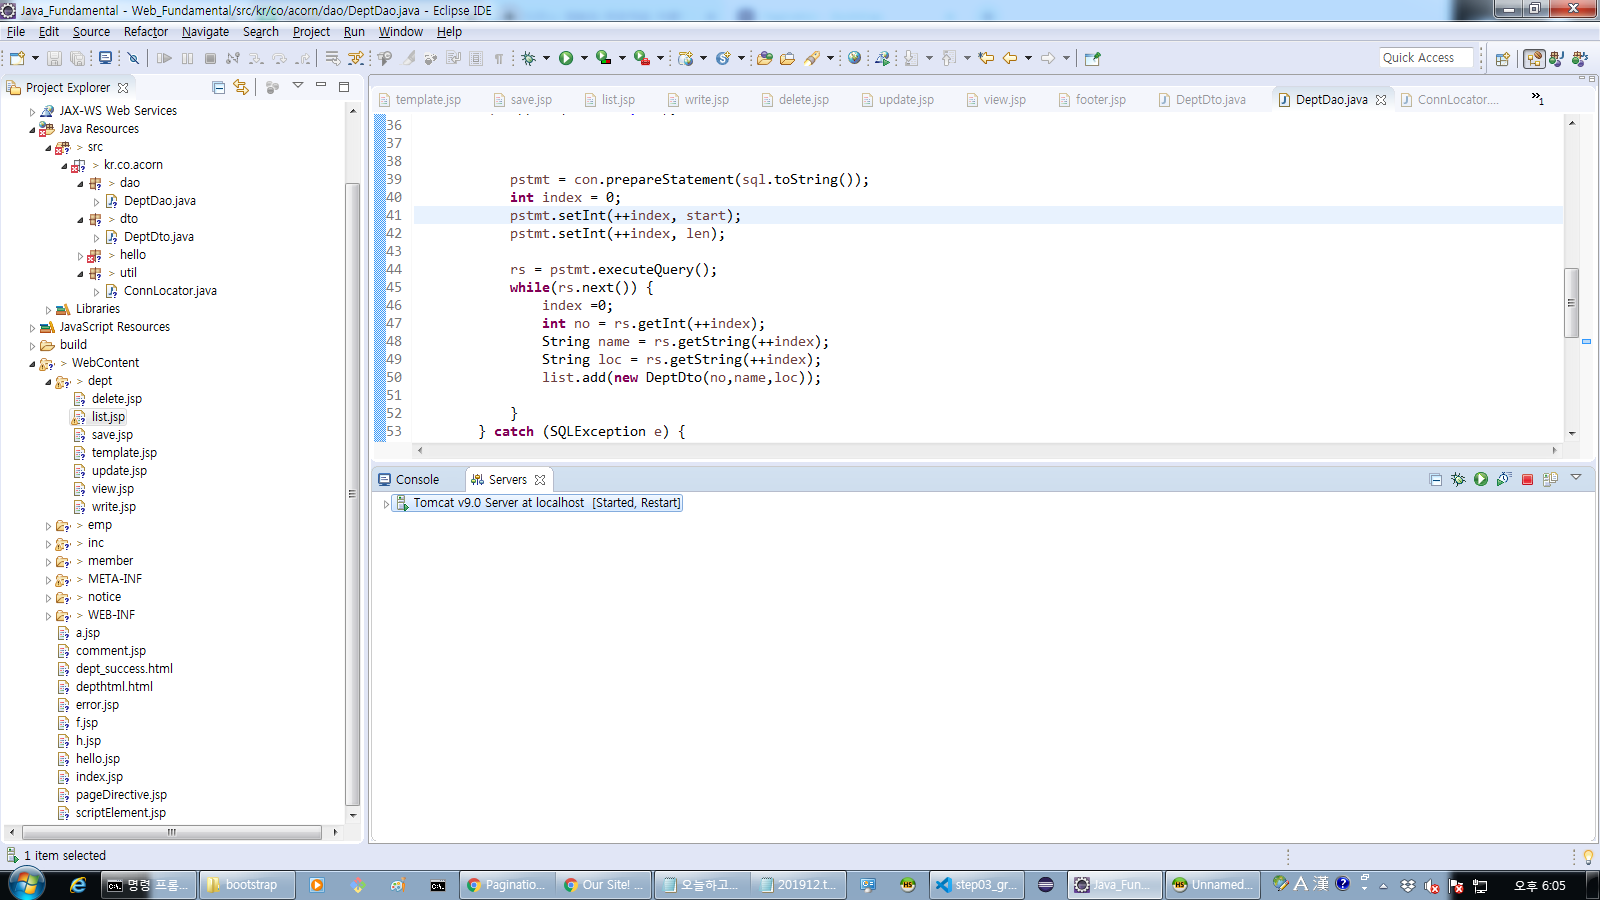 Java_Fundamental - Web_Fundamental/src/kr/co/acorn/dao/DeptDao.java - Eclipse IDE
File Edit Source Refactor Navigate Search Project Run Window Help
Quick Access
Project Explorer
JAX-WS Web Services
Java Resources
> src
> kr.co.acorn
> dao
DeptDao.java
> dto
DeptDto.java
> hello
> util
ConnLocator.java
Libraries
JavaScript Resources
build
> WebContent
> dept
delete.jsp
list.jsp
save.jsp
template.jsp
update.jsp
view.jsp
write.jsp
> emp
> inc
> member
> META-INF
> notice
> WEB-INF
a.jsp
comment.jsp
dept_success.html
depthtml.html
error.jsp
f.jsp
h.jsp
hello.jsp
index.jsp
pageDirective.jsp
scriptElement.jsp
template.jsp save.jsp list.jsp write.jsp delete.jsp update.jsp view.jsp footer.jsp DeptDto.java DeptDao.java ConnLocator.... »1
36
37
38
39 pstmt = con.prepareStatement(sql.toString());
40 int index = 0;
41 pstmt.setInt(++index, start);
42 pstmt.setInt(++index, len);
43
44 rs = pstmt.executeQuery();
45 while(rs.next()) {
46 index =0;
47 int no = rs.getInt(++index);
48 String name = rs.getString(++index);
49 String loc = rs.getString(++index);
50 list.add(new DeptDto(no,name,loc));
51
52 }
53 } catch (SQLException e) {
Console Servers
Tomcat v9.0 Server at localhost [Started, Restart]
1 item selected
명령 프롬... bootstrap Paginatio... Our Site! ... 오늘하고... 201912.t... step03_gr... Java_Fun... Unnamed... A 漢 오후 6:05